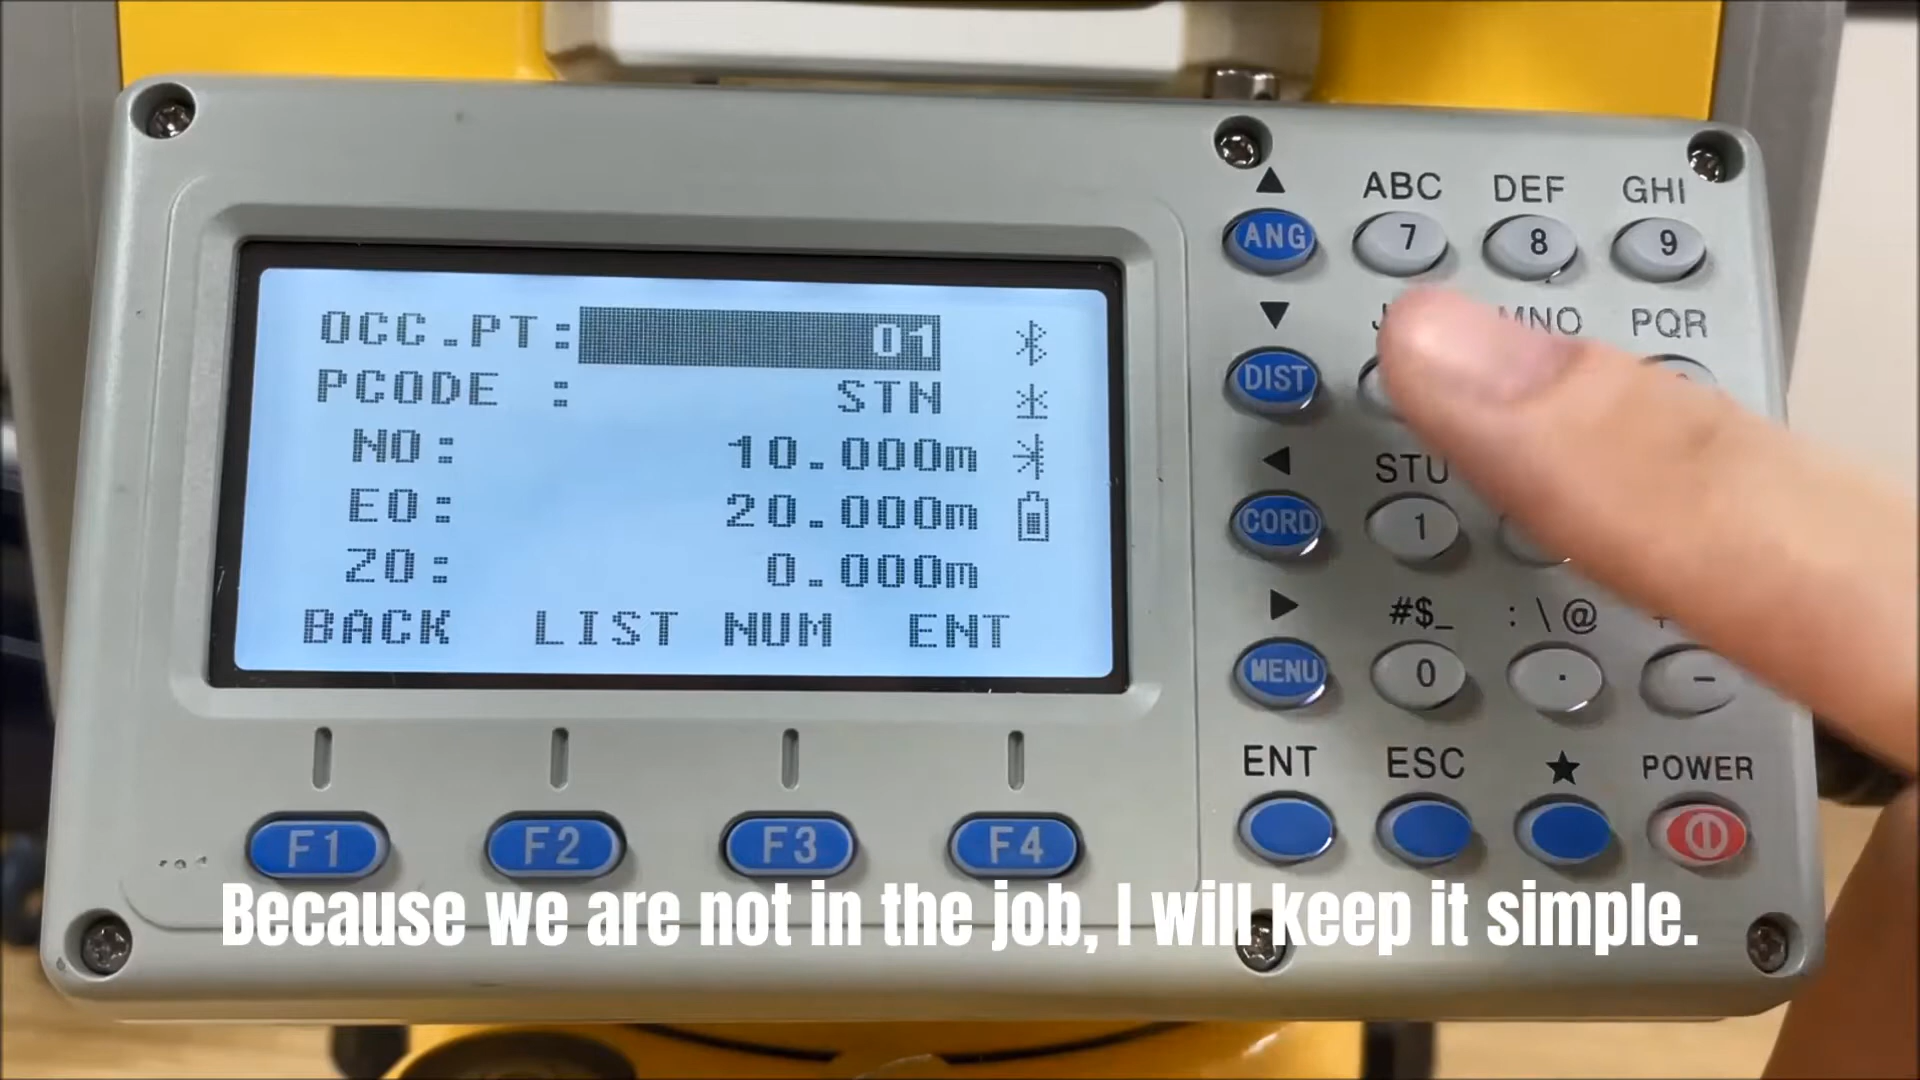 OCC.PT: 01
PCODE : STN
N0: 10.000m
E0: 20.000m
Z0: 0.000m
BACK LIST NUM ENT
F1 F2 F3 F4
ABC DEF GHI
ANG 7 8 9
MNO PQR
DIST
STU
CORD 1
#$_ :\@
MENU 0 . -
ENT ESC ★ POWER
Because we are not in the job, I will keep it simple.